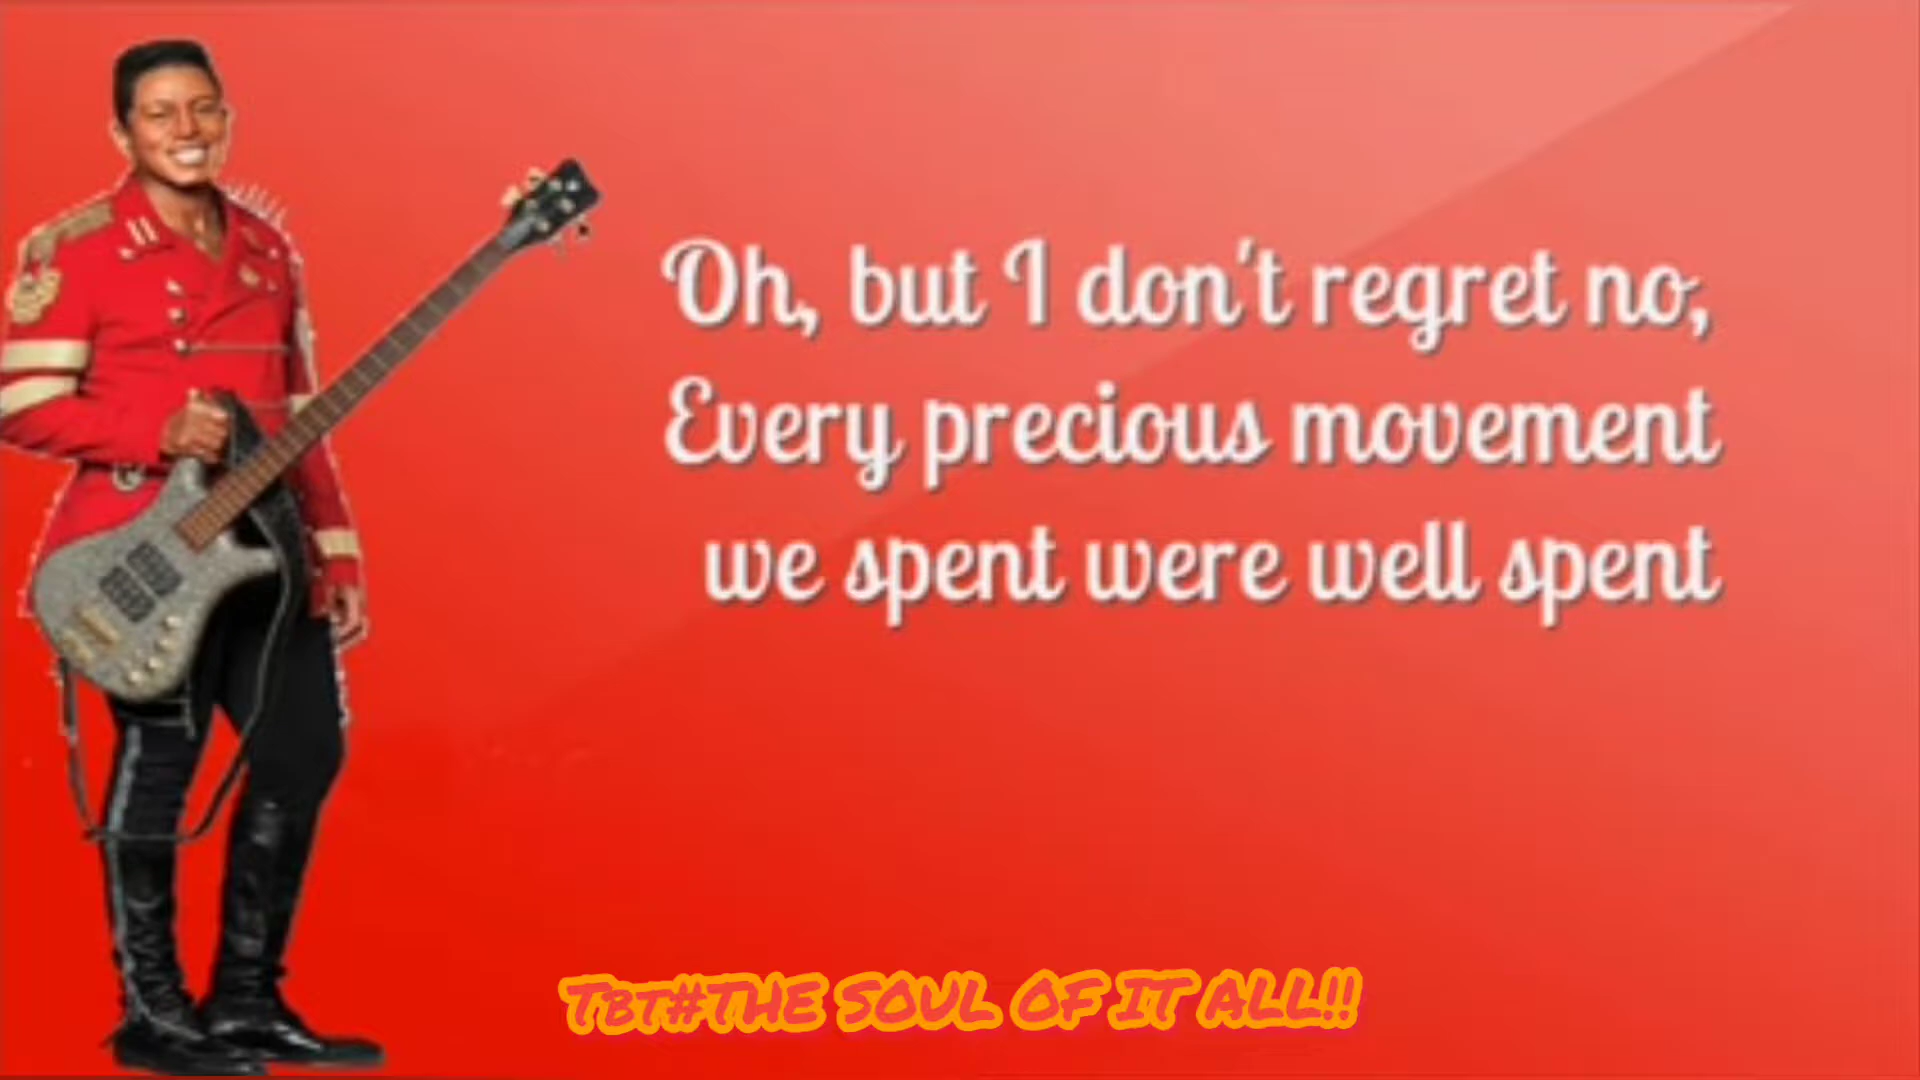 Oh, but I don't regret no,
Every precious movement
we spent were well spent
TBT#THE SOUL OF IT ALL!!